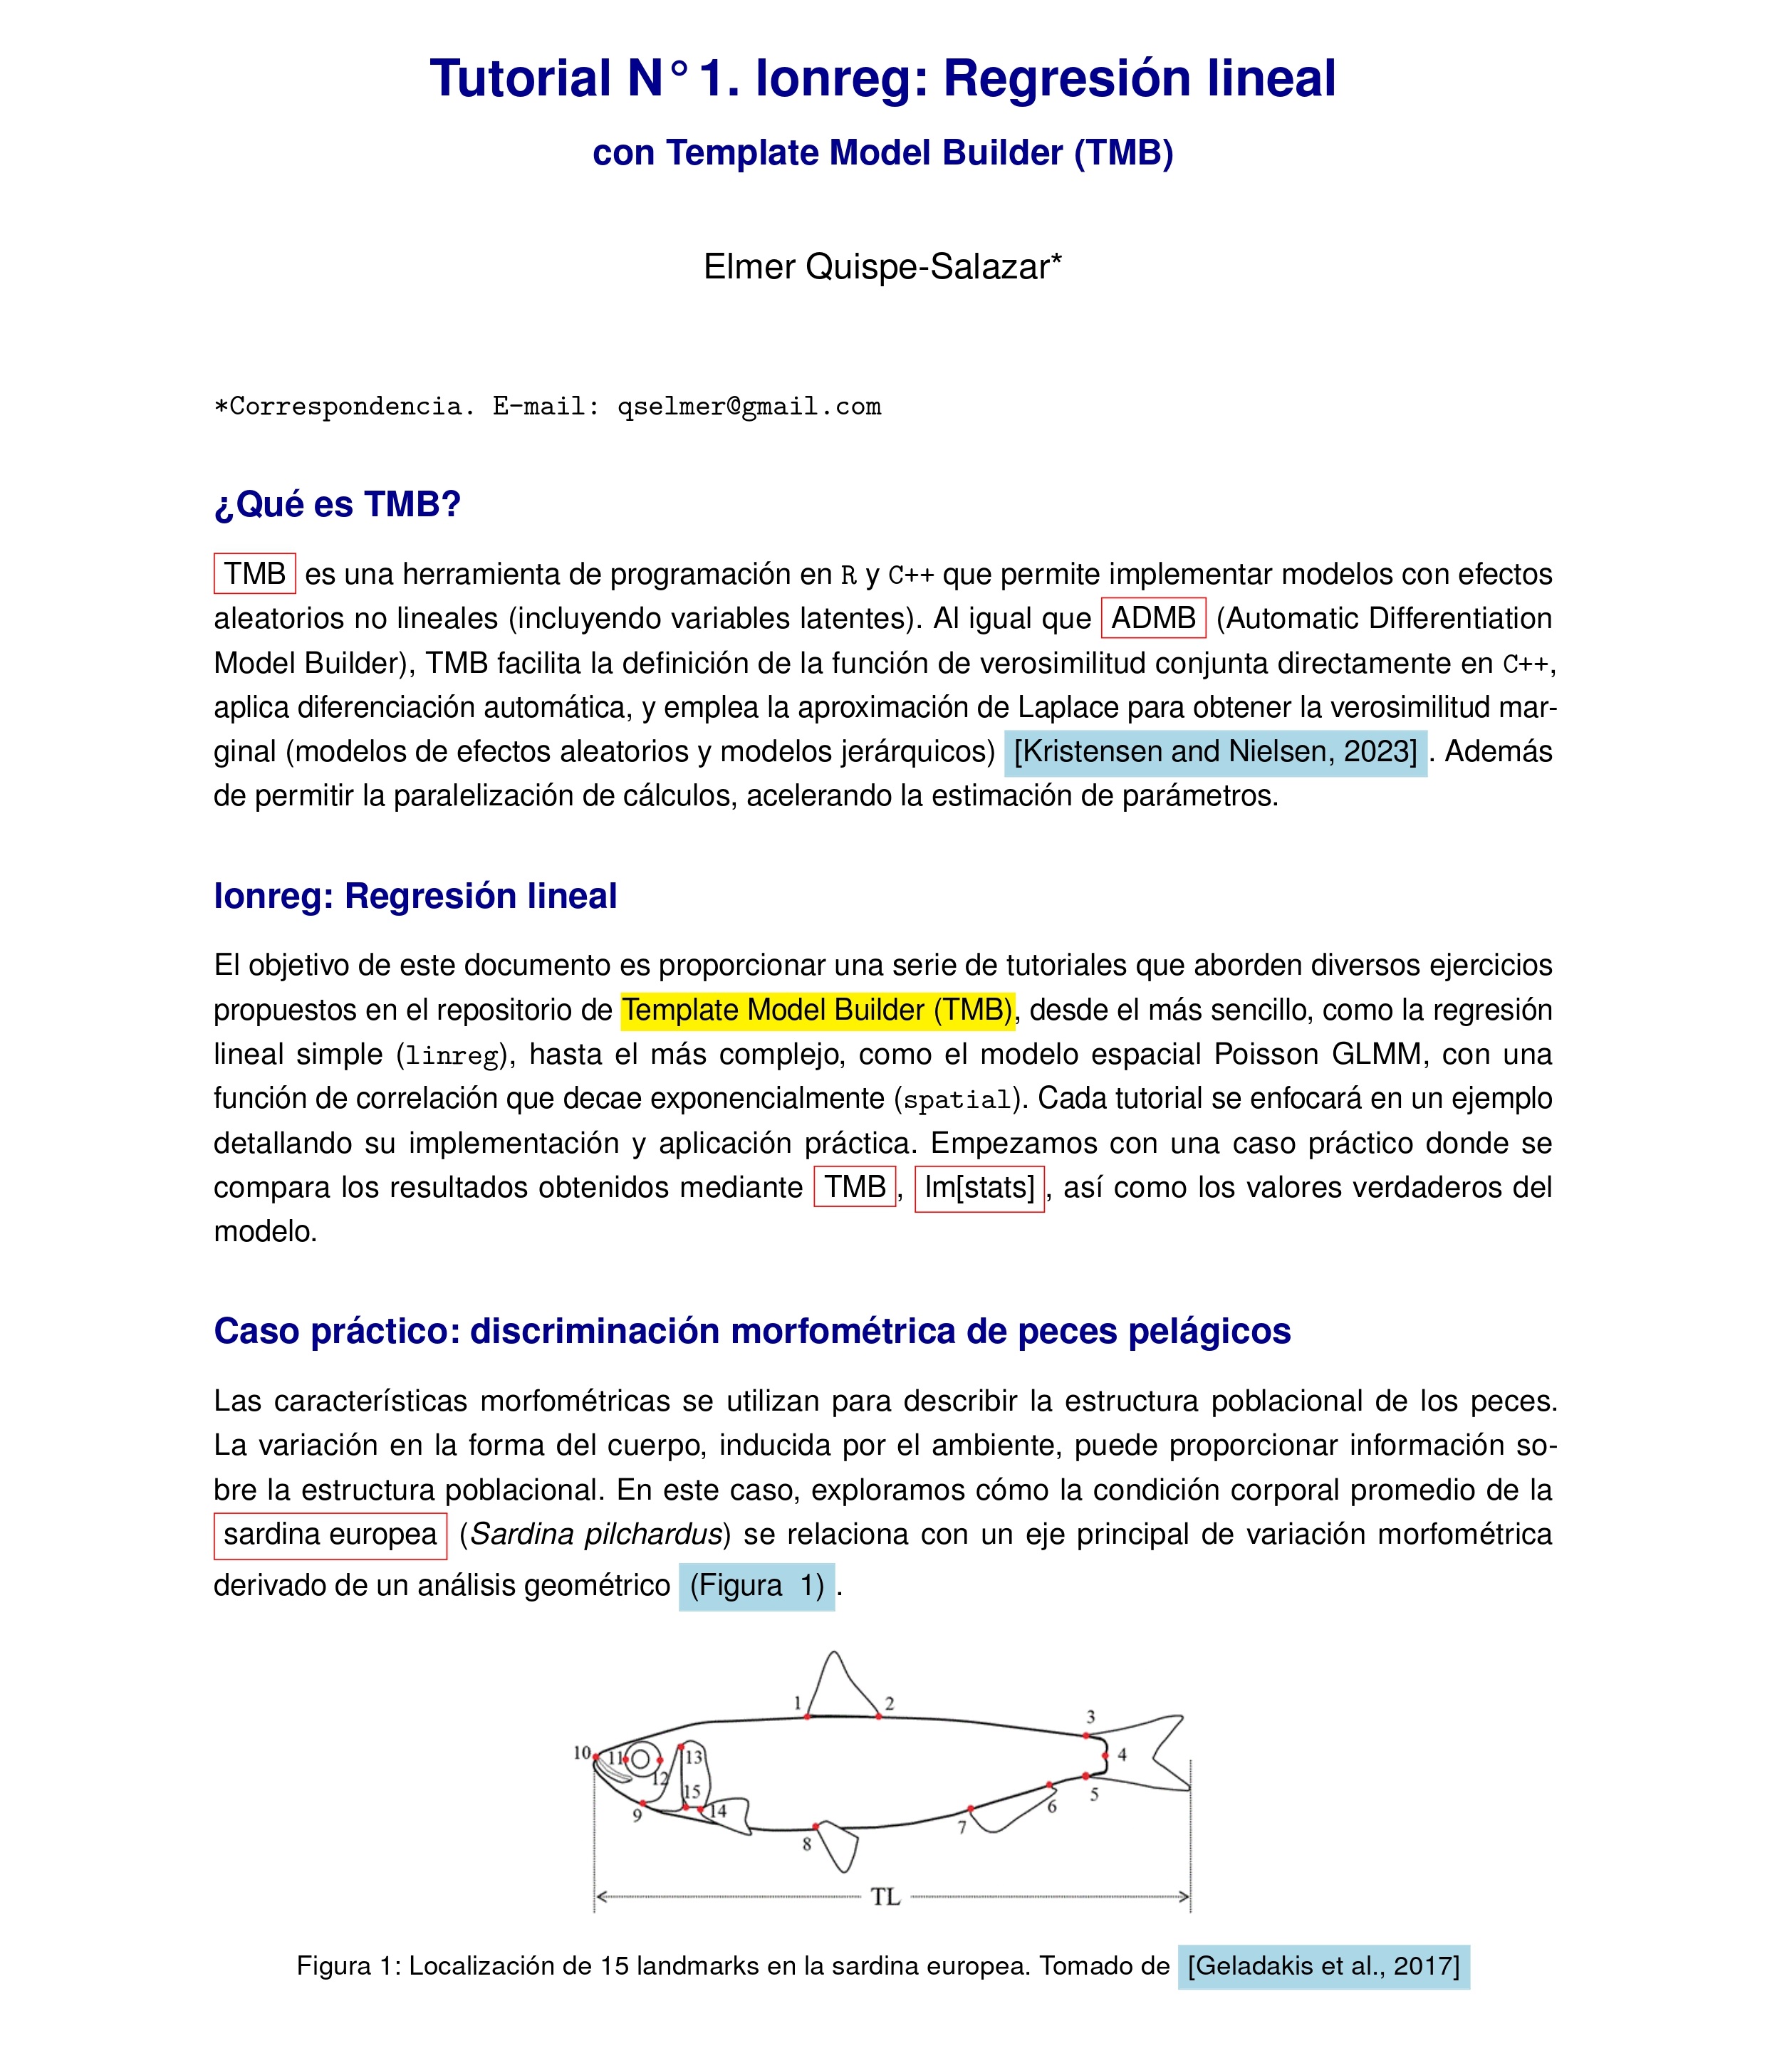 Tutorial N° 1. lonreg: Regresión lineal
con Template Model Builder (TMB)
Elmer Quispe-Salazar*
*Correspondencia. E-mail: qselmer@gmail.com
¿Qué es TMB?
TMB es una herramienta de programación en R y C++ que permite implementar modelos con efectos
aleatorios no lineales (incluyendo variables latentes). Al igual que ADMB (Automatic Differentiation
Model Builder), TMB facilita la definición de la función de verosimilitud conjunta directamente en C++,
aplica diferenciación automática, y emplea la aproximación de Laplace para obtener la verosimilitud mar-
ginal (modelos de efectos aleatorios y modelos jerárquicos) [Kristensen and Nielsen, 2023] . Además
de permitir la paralelización de cálculos, acelerando la estimación de parámetros.
lonreg: Regresión lineal
El objetivo de este documento es proporcionar una serie de tutoriales que aborden diversos ejercicios
propuestos en el repositorio de Template Model Builder (TMB), desde el más sencillo, como la regresión
lineal simple (linreg), hasta el más complejo, como el modelo espacial Poisson GLMM, con una
función de correlación que decae exponencialmente (spatial). Cada tutorial se enfocará en un ejemplo
detallando su implementación y aplicación práctica. Empezamos con una caso práctico donde se
compara los resultados obtenidos mediante TMB , lm[stats] , así como los valores verdaderos del
modelo.
Caso práctico: discriminación morfométrica de peces pelágicos
Las características morfométricas se utilizan para describir la estructura poblacional de los peces.
La variación en la forma del cuerpo, inducida por el ambiente, puede proporcionar información so-
bre la estructura poblacional. En este caso, exploramos cómo la condición corporal promedio de la
sardina europea (Sardina pilchardus) se relaciona con un eje principal de variación morfométrica
derivado de un análisis geométrico (Figura 1) .
1
2
3
10
11
13
4
12
15
5
9
14
6
7
8
TL
Figura 1: Localización de 15 landmarks en la sardina europea. Tomado de [Geladakis et al., 2017]